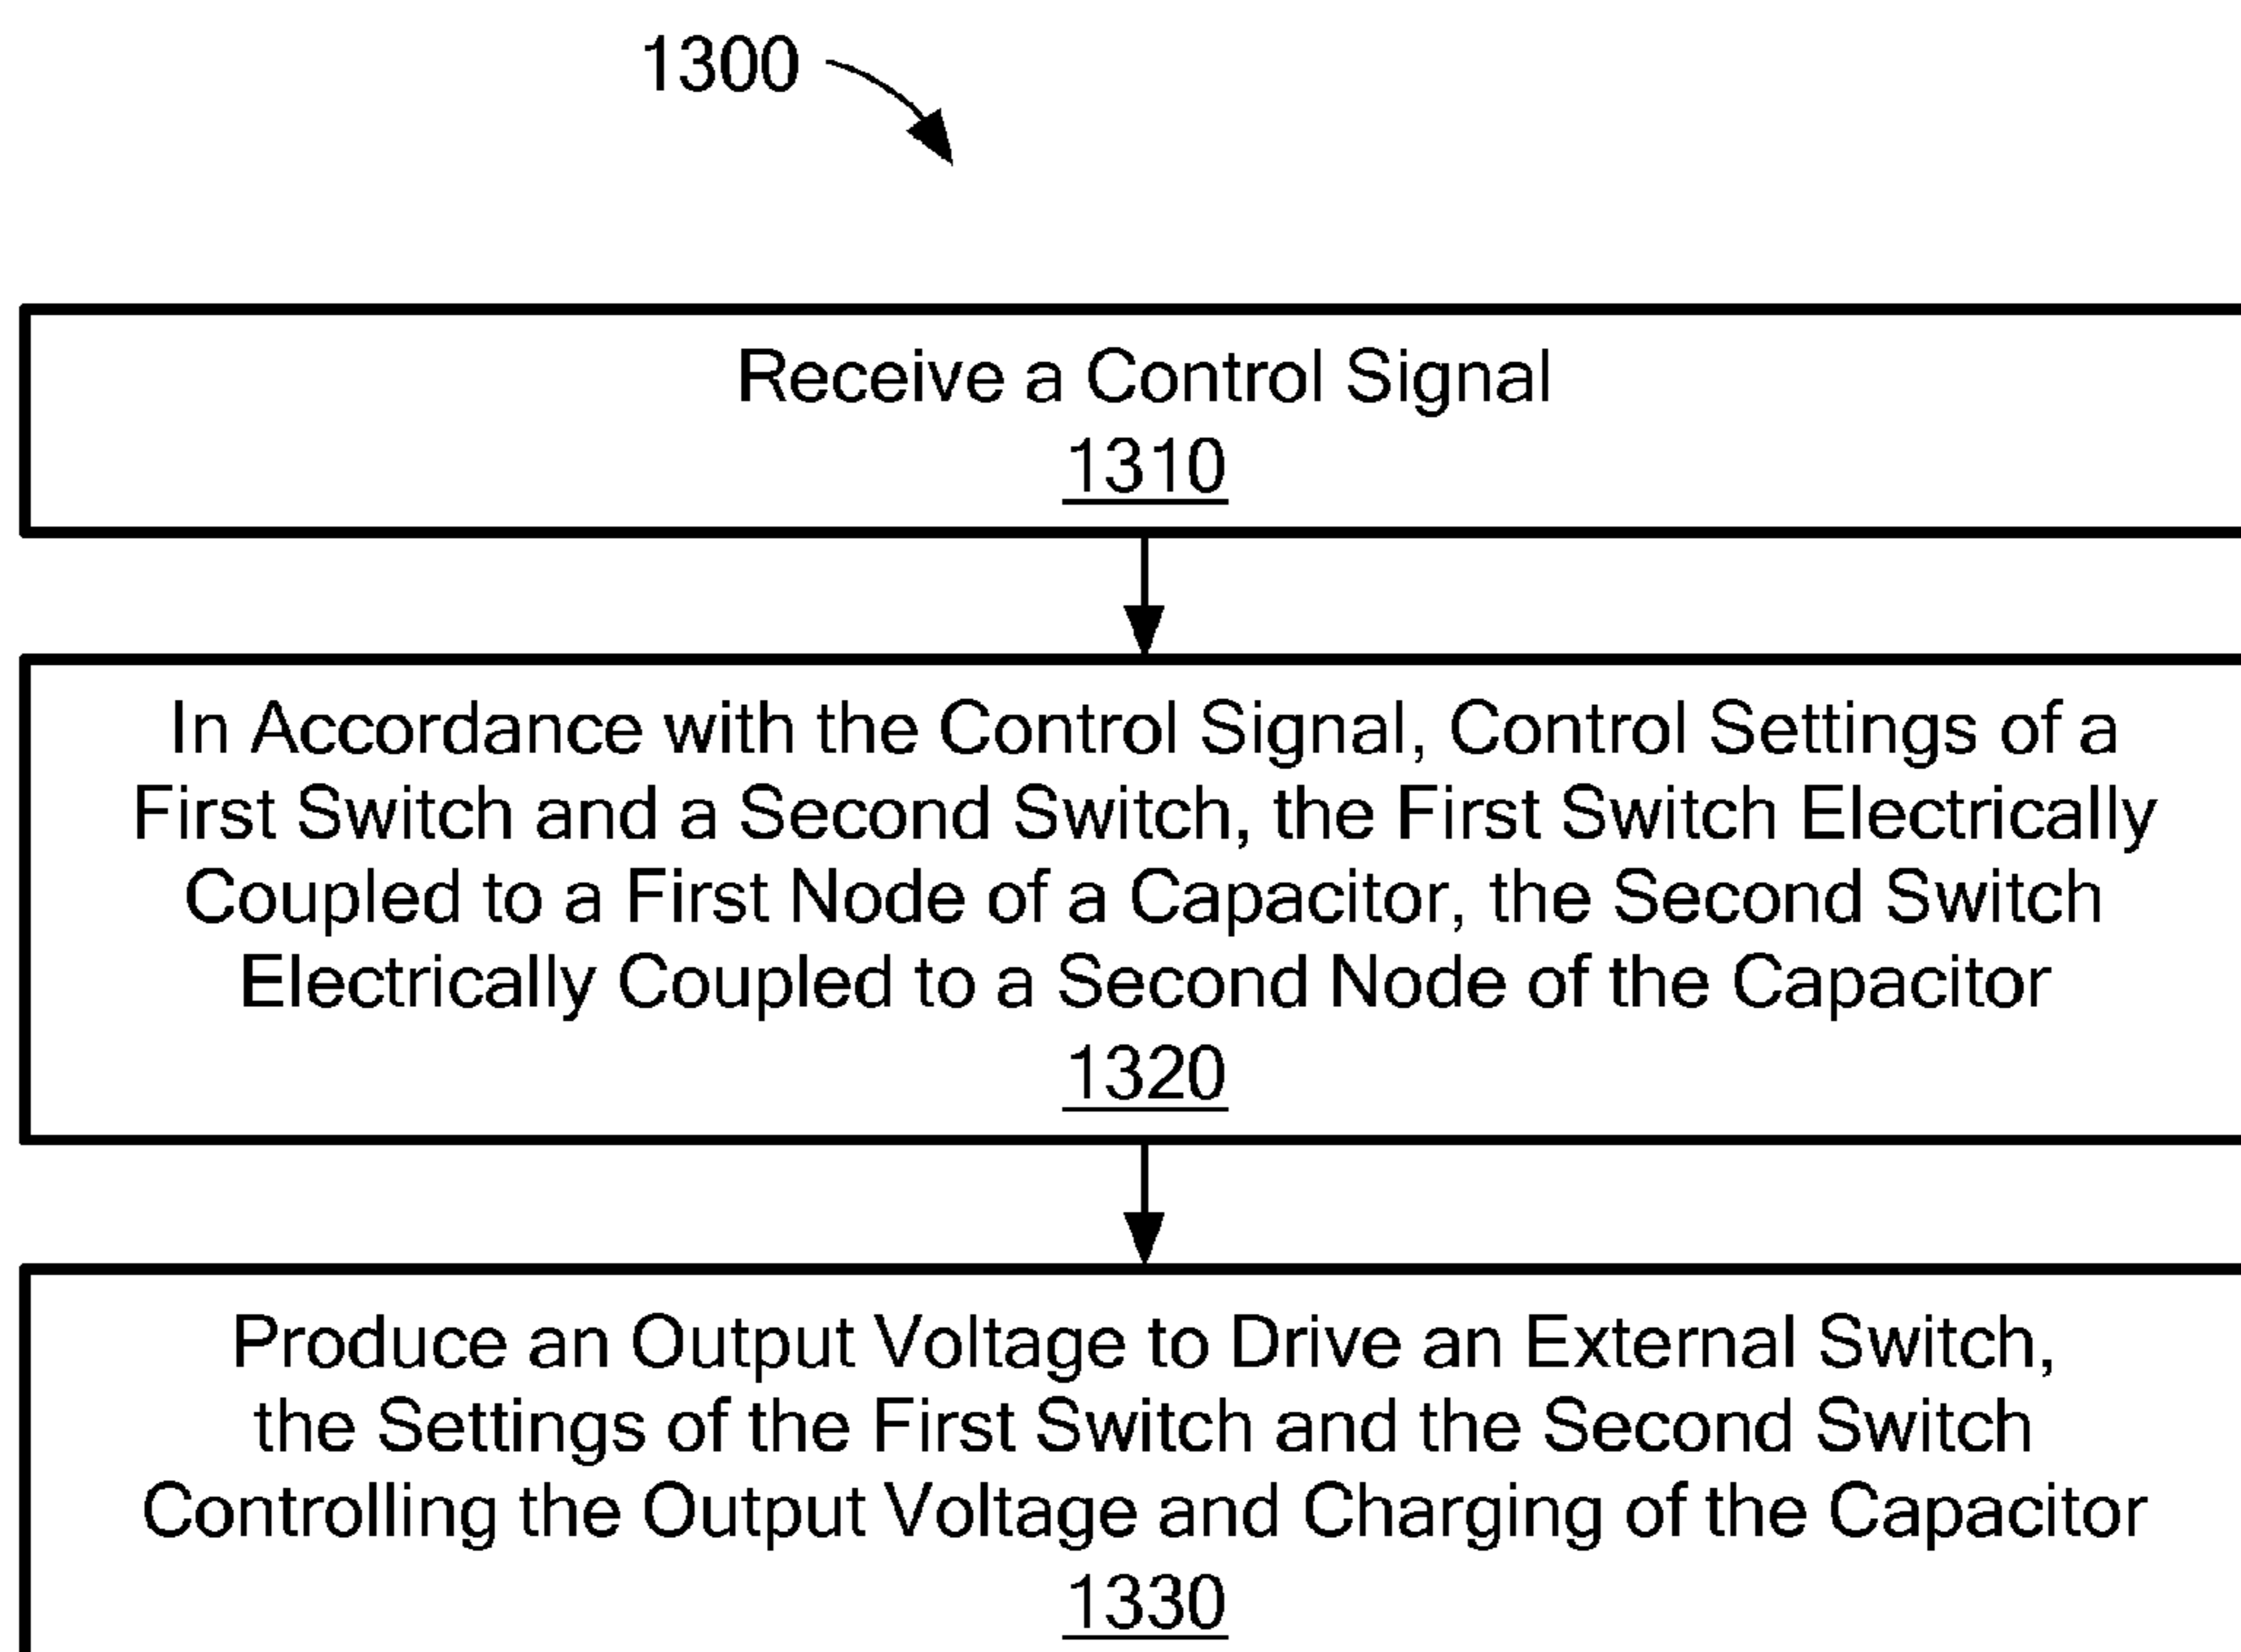 1300
Receive a Control Signal
1310
In Accordance with the Control Signal, Control Settings of a
First Switch and a Second Switch, the First Switch Electrically
Coupled to a First Node of a Capacitor, the Second Switch
Electrically Coupled to a Second Node of the Capacitor
1320
Produce an Output Voltage to Drive an External Switch,
the Settings of the First Switch and the Second Switch
Controlling the Output Voltage and Charging of the Capacitor
1330